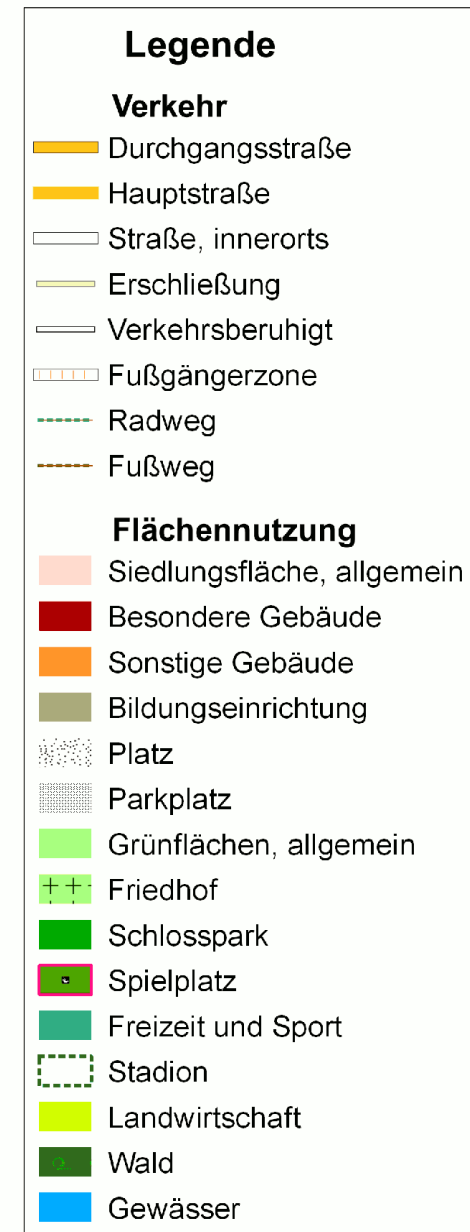 Legende
Verkehr
Durchgangsstraße
Hauptstraße
Straße, innerorts
Erschließung
Verkehrsberuhigt
Fußgängerzone
Radweg
Fußweg
Flächennutzung
Siedlungsfläche, allgemein
Besondere Gebäude
Sonstige Gebäude
Bildungseinrichtung
Platz
Parkplatz
Grünflächen, allgemein
Friedhof
Schlosspark
Spielplatz
Freizeit und Sport
Stadion
Landwirtschaft
Wald
Gewässer